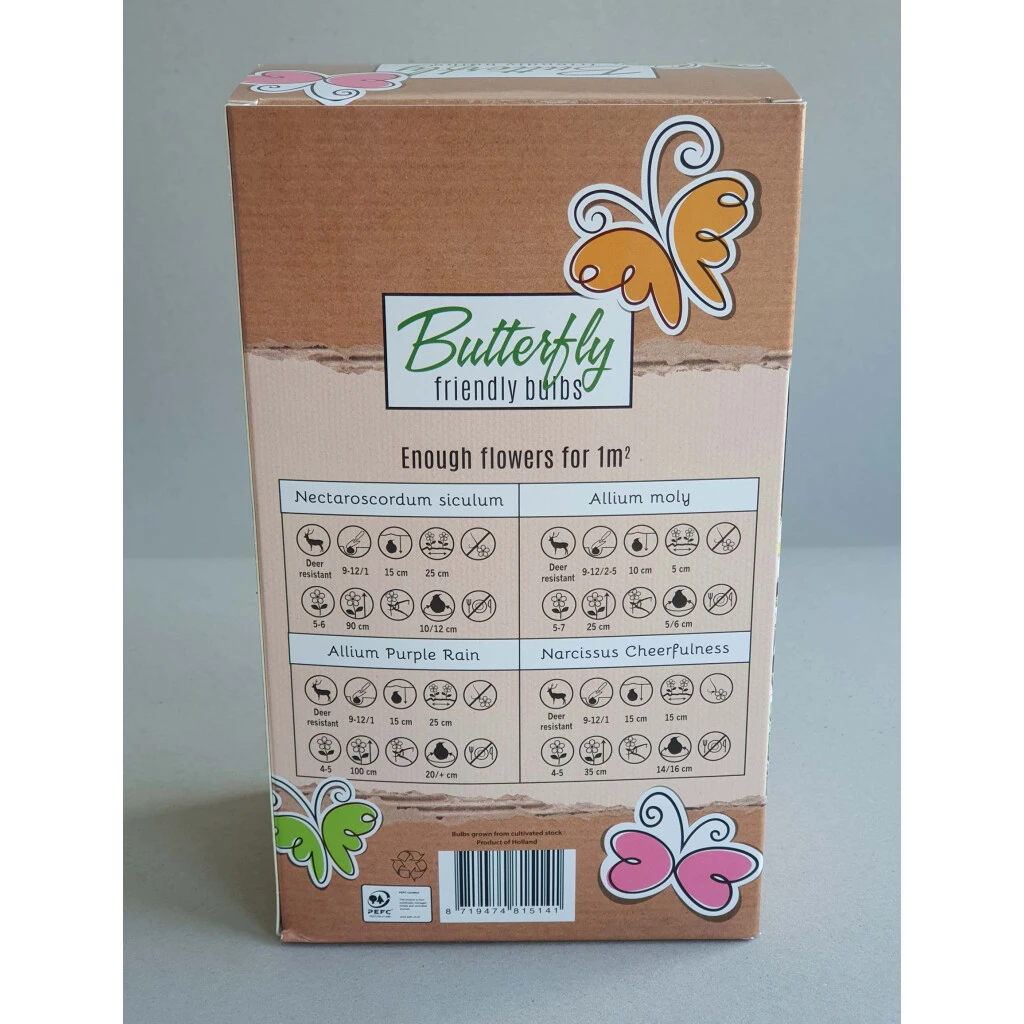 Butterfly
friendly bulbs
Enough flowers for 1m²
Nectaroscordum siculum
Allium moly
Deer
resistant
9-12/1
15 cm
25 cm
5-6
90 cm
10/12 cm
Deer
resistant
9-12/2-5
10 cm
5 cm
5-7
25 cm
5/6 cm
Allium Purple Rain
Narcissus Cheerfulness
Deer
resistant
9-12/1
15 cm
25 cm
4-5
100 cm
20/+ cm
Deer
resistant
9-12/1
15 cm
15 cm
4-5
35 cm
14/16 cm
Bulbs grown from cultivated stock
Product of Holland
PEFC
8 719474 815141